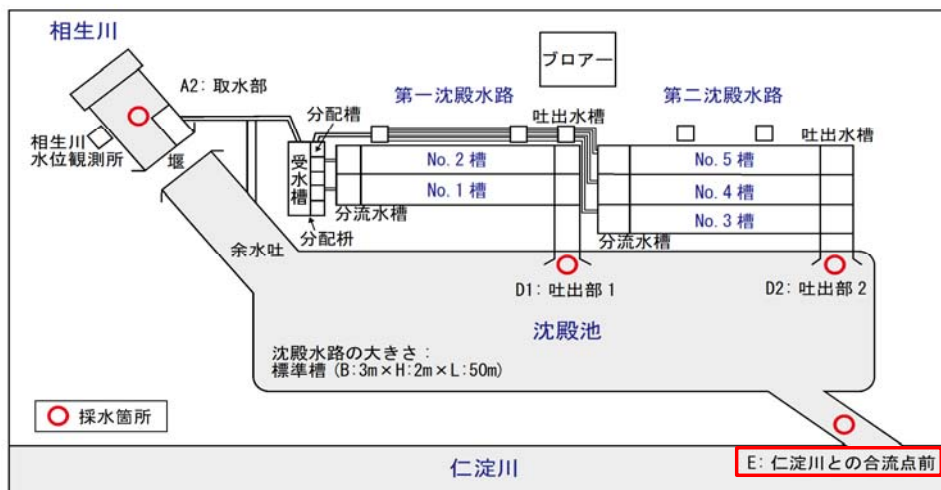 相生川
A2: 取水部
ブロアー
第一沈殿水路
第二沈殿水路
分配槽
吐出水槽
吐出水槽
相生川
水位観測所
堰
受水槽
No. 2 槽
No. 1 槽
No. 5 槽
No. 4 槽
No. 3 槽
分流水槽
分流水槽
分配枡
余水吐
D1: 吐出部 1
D2: 吐出部 2
沈殿池
沈殿水路の大きさ：
標準槽 (B:3m×H:2m×L:50m)
採水箇所
E: 仁淀川との合流点前
仁淀川